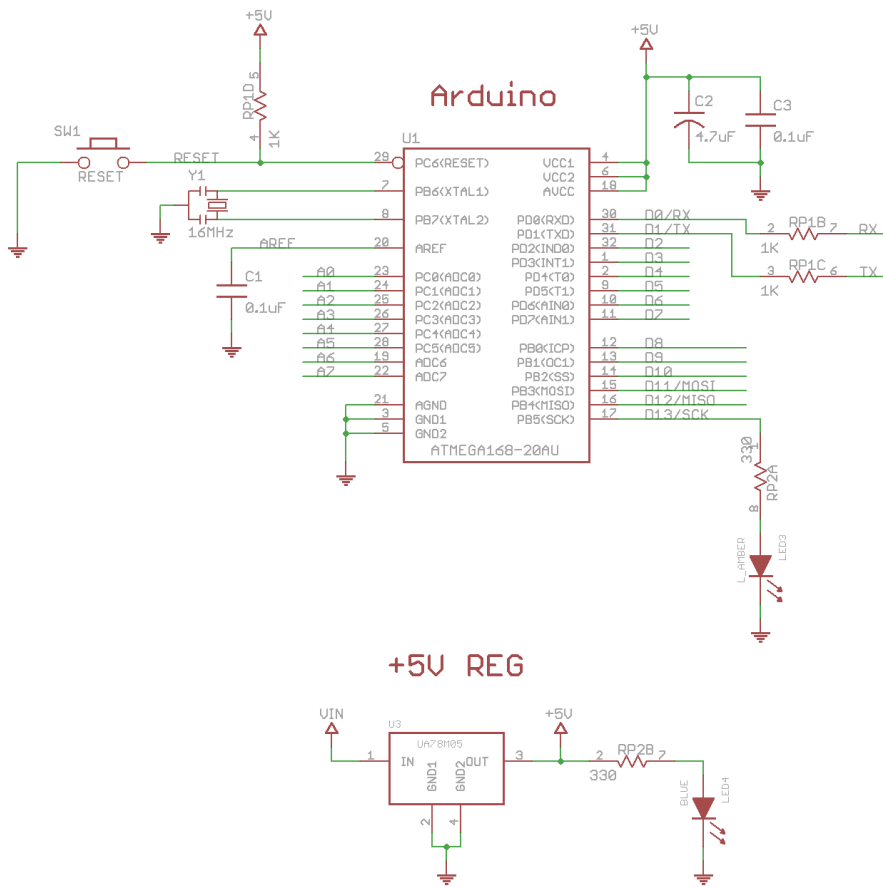 +5V
+5V
Arduino
RP1D
5
4
1K
C2
4.7uF
C3
0.1uF
SW1
RESET
RESET
U1
29 PC6(RESET)
VCC1 4
VCC2 6
AVCC 18
Y1
16MHz
7 PB6(XTAL1)
8 PB7(XTAL2)
AREF 20 AREF
C1
0.1uF
A0 23 PC0(ADC0)
A1 24 PC1(ADC1)
A2 25 PC2(ADC2)
A3 26 PC3(ADC3)
A4 27 PC4(ADC4)
A5 28 PC5(ADC5)
A6 19 ADC6
A7 22 ADC7
21 AGND
3 GND1
5 GND2
PD0(RXD) 30 D0/RX
PD1(TXD) 31 D1/TX
PD2(IND0) 32 D2
PD3(INT1) 1 D3
PD4(T0) 2 D4
PD5(T1) 9 D5
PD6(AIN0) 10 D6
PD7(AIN1) 11 D7
PB0(ICP) 12 D8
PB1(OC1) 13 D9
PB2(SS) 14 D10
PB3(MOSI) 15 D11/MOSI
PB4(MISO) 16 D12/MISO
PB5(SCK) 17 D13/SCK
ATMEGA168-20AU
2 RP1B 7 RX
1K
3 RP1C 6 TX
1K
330
1
RP2A
8
L_AMBER
LED3
+5V REG
VIN
U3
UA78M05
1 IN
OUT 3
GND1
GND2
2
4
+5V
2 RP2B 7
330
BLUE
LED4